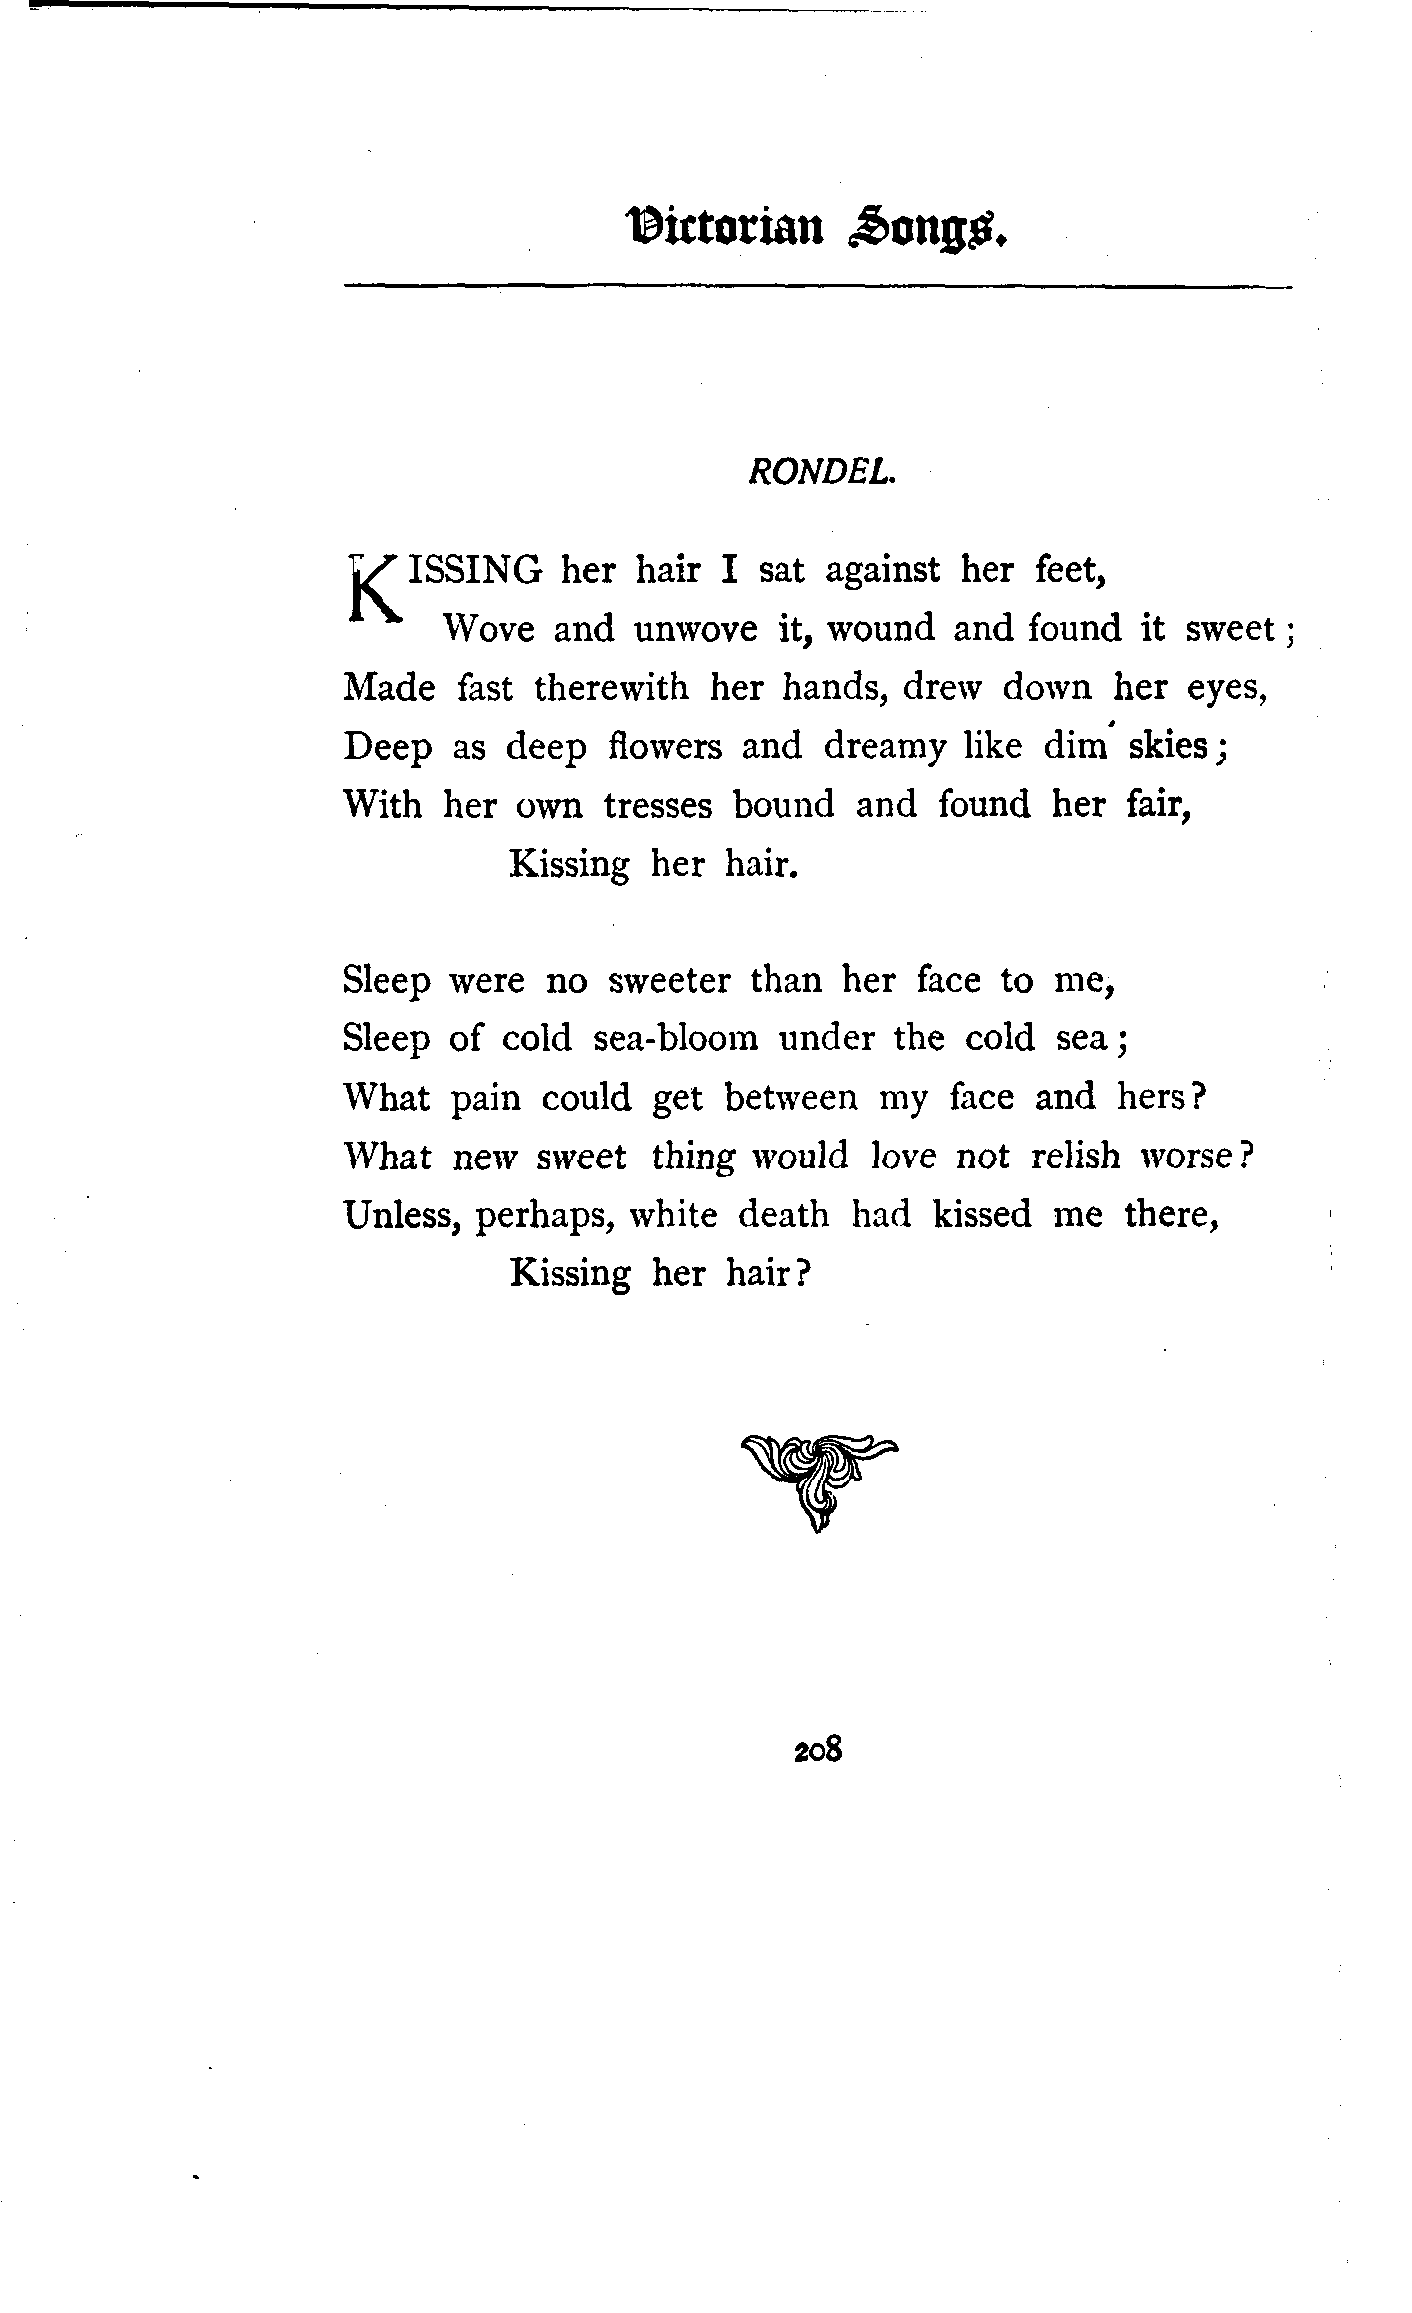 Victorian Songs.
RONDEL.
KISSING her hair I sat against her feet,
Wove and unwove it, wound and found it sweet;
Made fast therewith her hands, drew down her eyes,
Deep as deep flowers and dreamy like dim skies;
With her own tresses bound and found her fair,
Kissing her hair.
Sleep were no sweeter than her face to me,
Sleep of cold sea-bloom under the cold sea;
What pain could get between my face and hers?
What new sweet thing would love not relish worse?
Unless, perhaps, white death had kissed me there,
Kissing her hair?
208